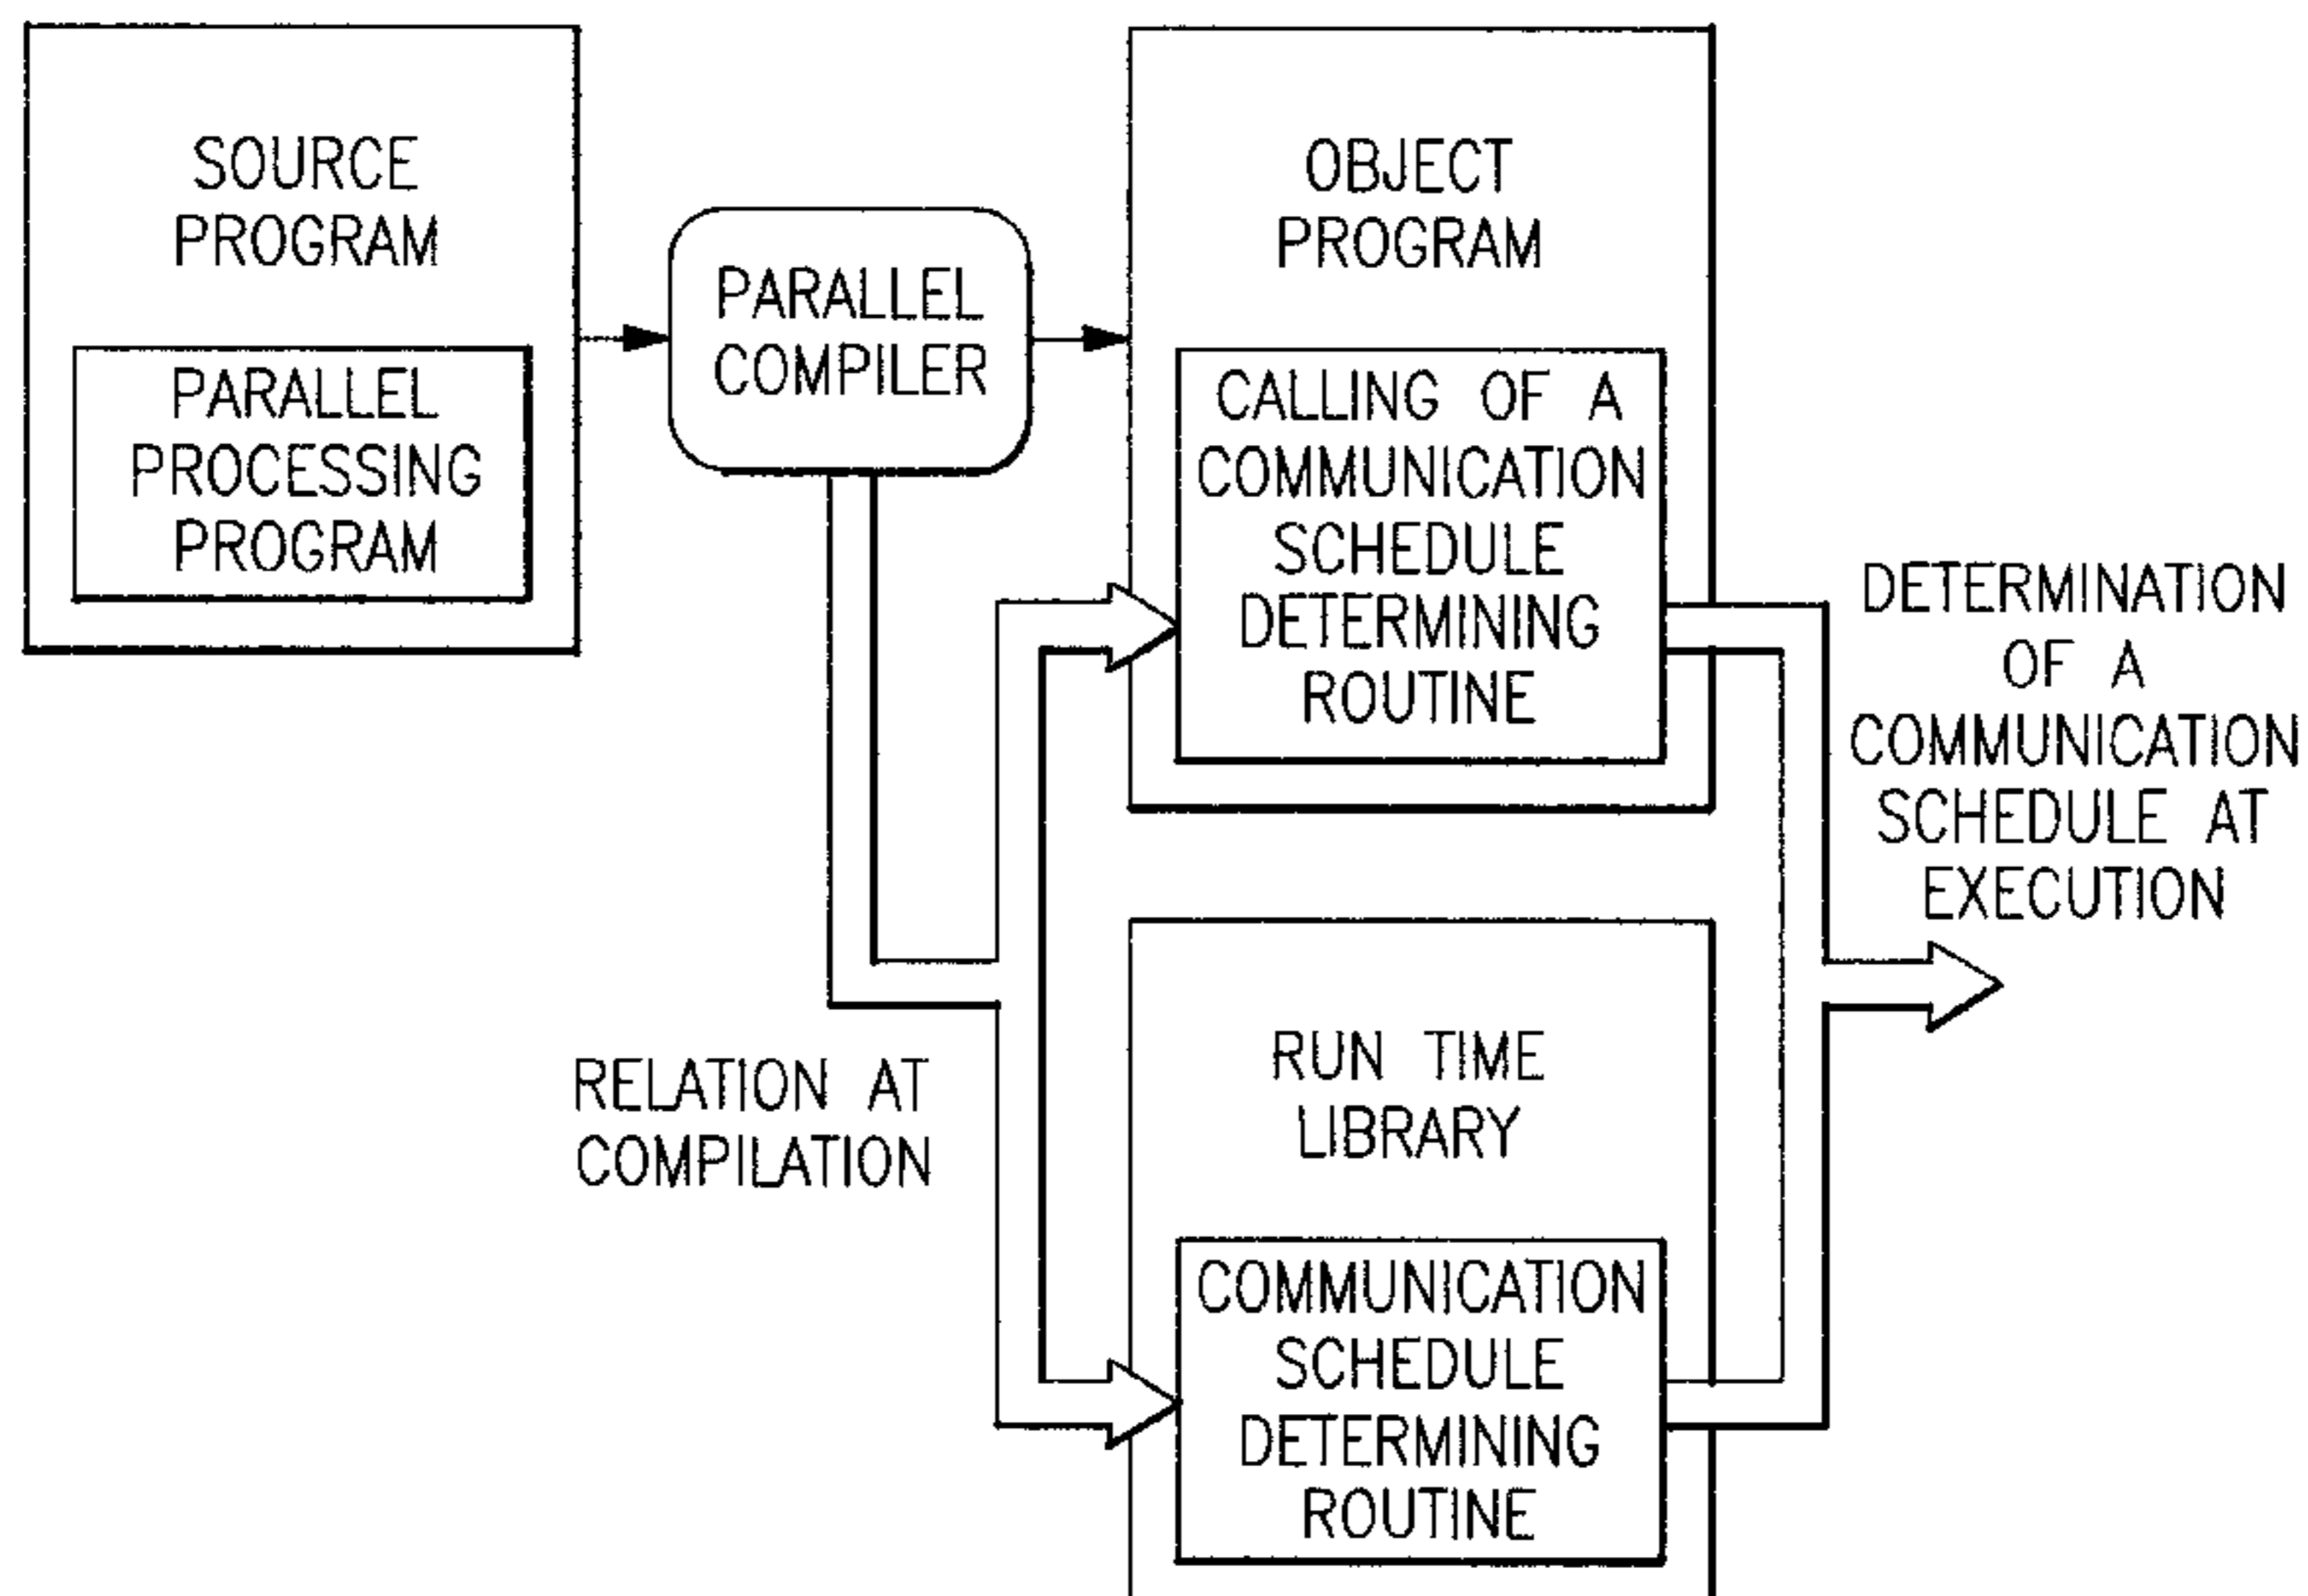 SOURCE
PROGRAM
PARALLEL
PROCESSING
PROGRAM
PARALLEL
COMPILER
OBJECT
PROGRAM
CALLING OF A
COMMUNICATION
SCHEDULE
DETERMINING
ROUTINE
DETERMINATION
OF A
COMMUNICATION
SCHEDULE AT
EXECUTION
RELATION AT
COMPILATION
RUN TIME
LIBRARY
COMMUNICATION
SCHEDULE
DETERMINING
ROUTINE